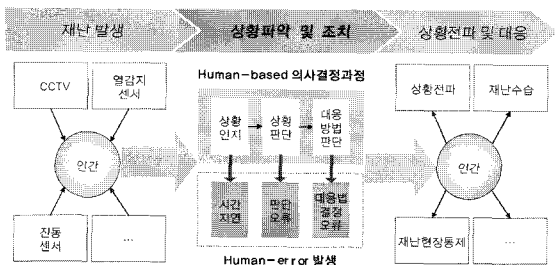 재난 발생
상황파악 및 조치
상황전파 및 대응
Human-based 의사결정과정
CCTV
열감지
센서
인간
진동
센서
...
상황
인지
상황
판단
대응
방법
판단
시간
지연
판단
오류
대응법
결정
오류
Human-error 발생
상황전파
재난수습
인간
재난현장통제
...